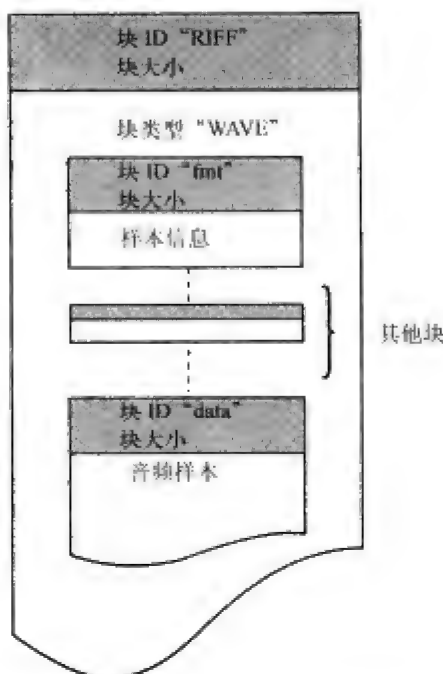 块 ID “RIFF”
块大小
块类型“WAVE”
块 ID “fmt”
块大小
样本信息
其他块
块 ID “data”
块大小
音频样本